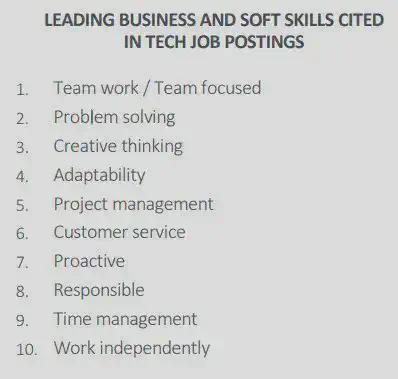 LEADING BUSINESS AND SOFT SKILLS CITED
IN TECH JOB POSTINGS
1. Team work / Team focused
2. Problem solving
3. Creative thinking
4. Adaptability
5. Project management
6. Customer service
7. Proactive
8. Responsible
9. Time management
10. Work independently